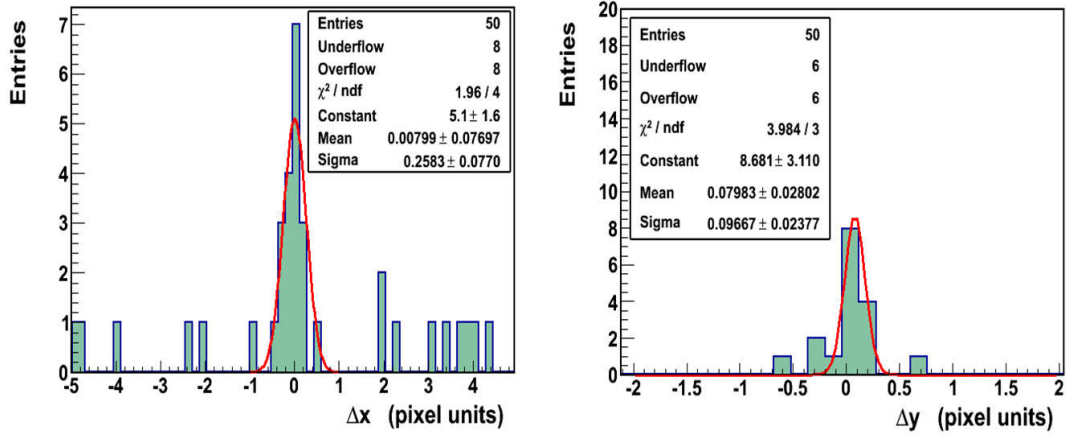 Entries
7
6
5
4
3
2
1
0
Entries 50
Underflow 8
Overflow 8
χ² / ndf 1.96 / 4
Constant 5.1 ± 1.6
Mean 0.00799 ± 0.07697
Sigma 0.2583 ± 0.0770
-5 -4 -3 -2 -1 0 1 2 3 4
Δx (pixel units)
Entries
20
18
16
14
12
10
8
6
4
2
0
Entries 50
Underflow 6
Overflow 6
χ² / ndf 3.984 / 3
Constant 8.681 ± 3.110
Mean 0.07983 ± 0.02802
Sigma 0.09667 ± 0.02377
-2 -1.5 -1 -0.5 0 0.5 1 1.5 2
Δy (pixel units)